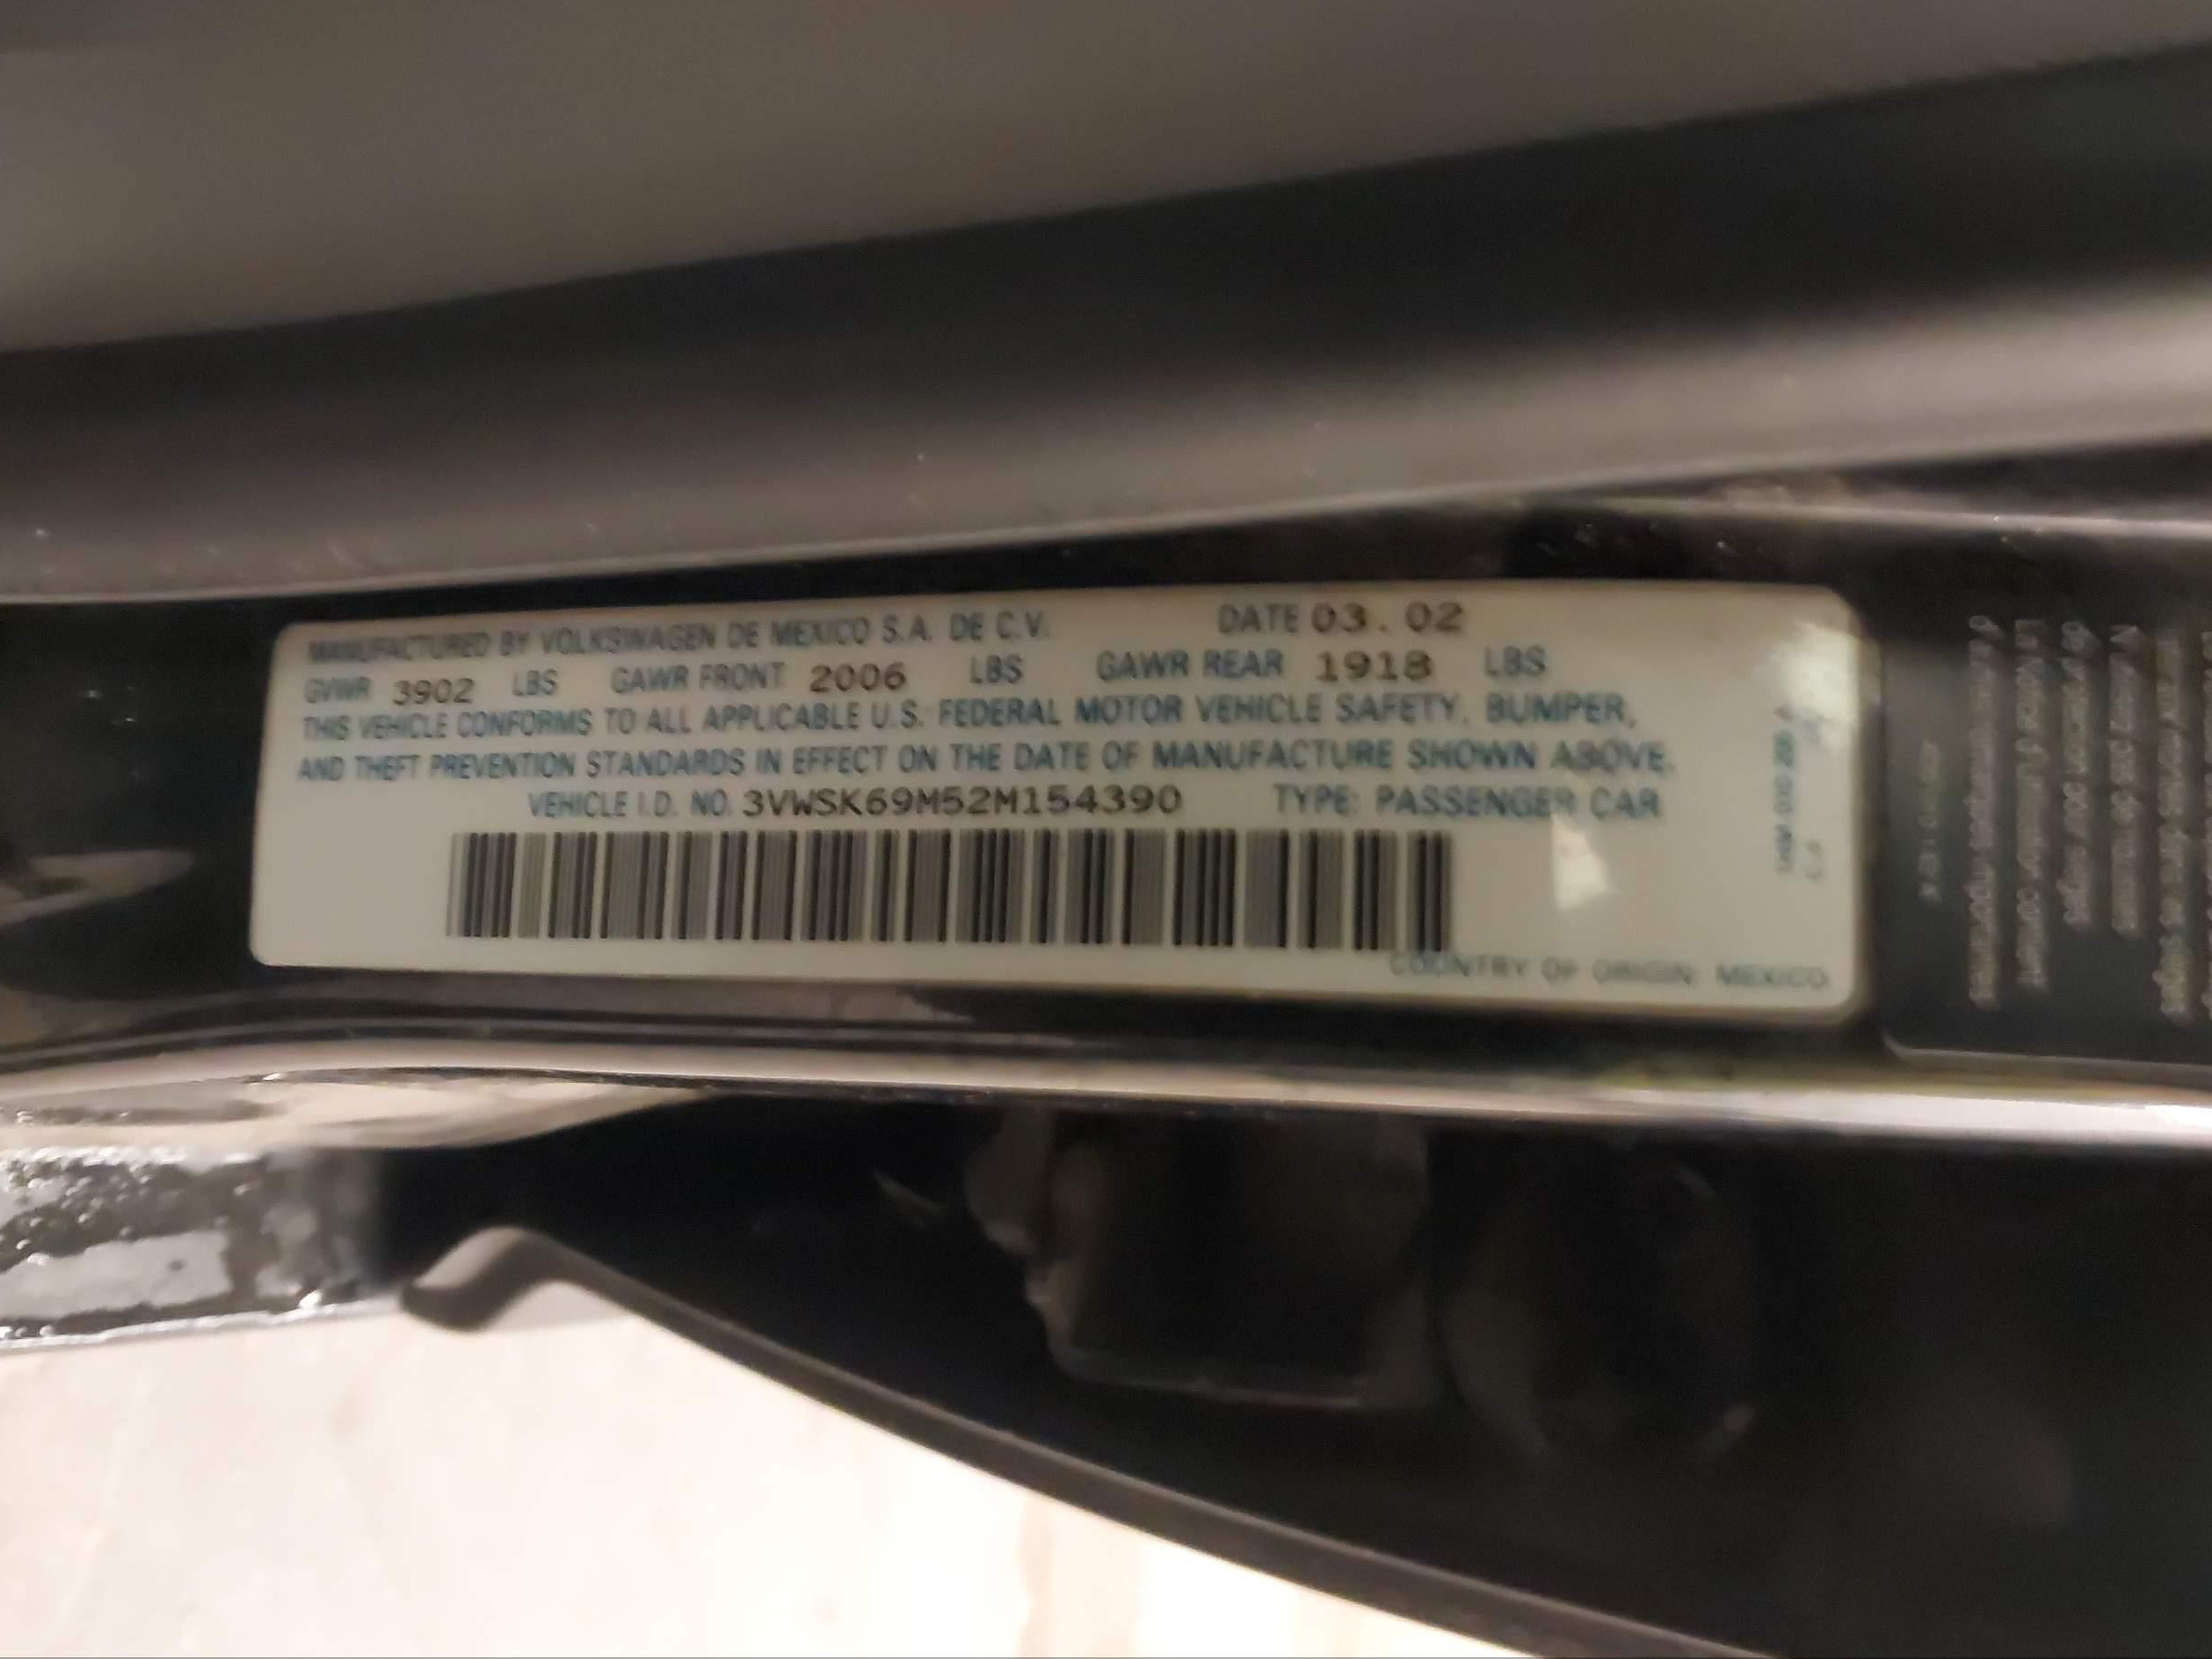 MANUFACTURED BY VOLKSWAGEN DE MEXICO S.A. DE C.V. DATE 03.02
GVWR 3902 LBS GAWR FRONT 2006 LBS GAWR REAR 1918 LBS
THIS VEHICLE CONFORMS TO ALL APPLICABLE U.S. FEDERAL MOTOR VEHICLE SAFETY, BUMPER,
AND THEFT PREVENTION STANDARDS IN EFFECT ON THE DATE OF MANUFACTURE SHOWN ABOVE.
VEHICLE I.D. NO. 3VWSK69M52M154390 TYPE: PASSENGER CAR
COUNTRY OF ORIGIN: MEXICO